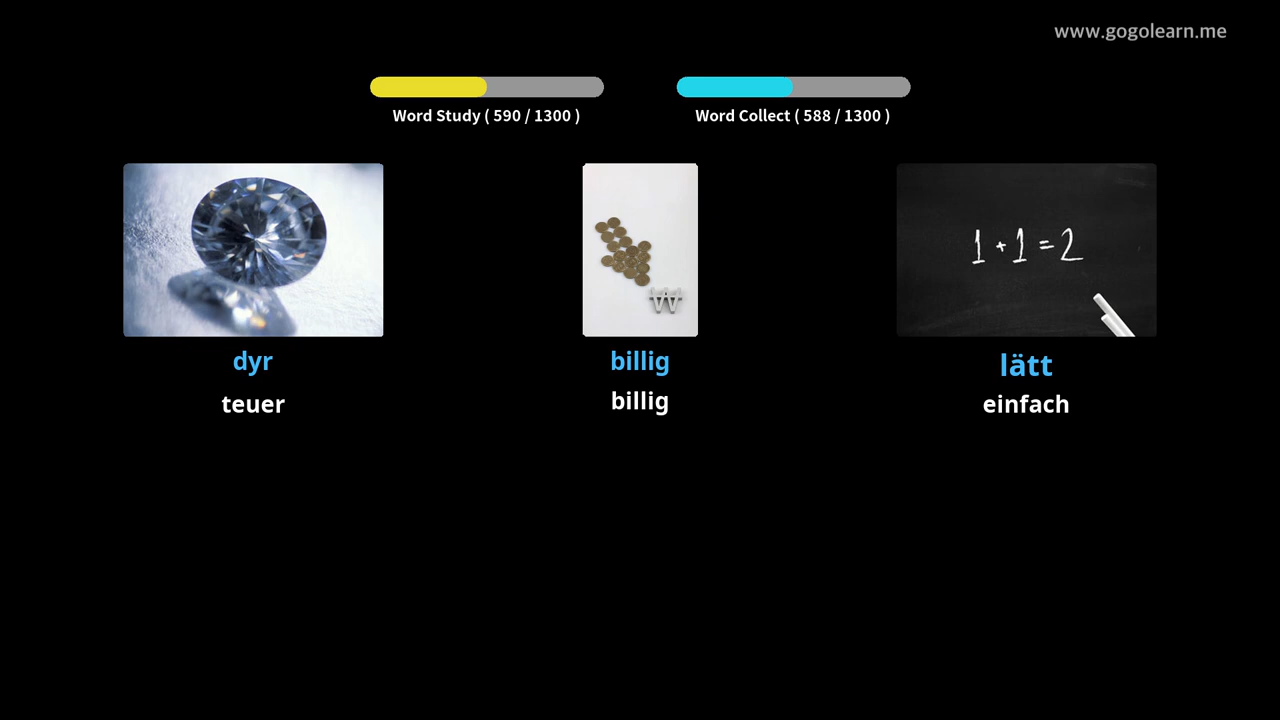 www.gogolearn.me
Word Study ( 590 / 1300 )
Word Collect ( 588 / 1300 )
₩
1 + 1 = 2
dyr
billig
lätt
teuer
billig
einfach